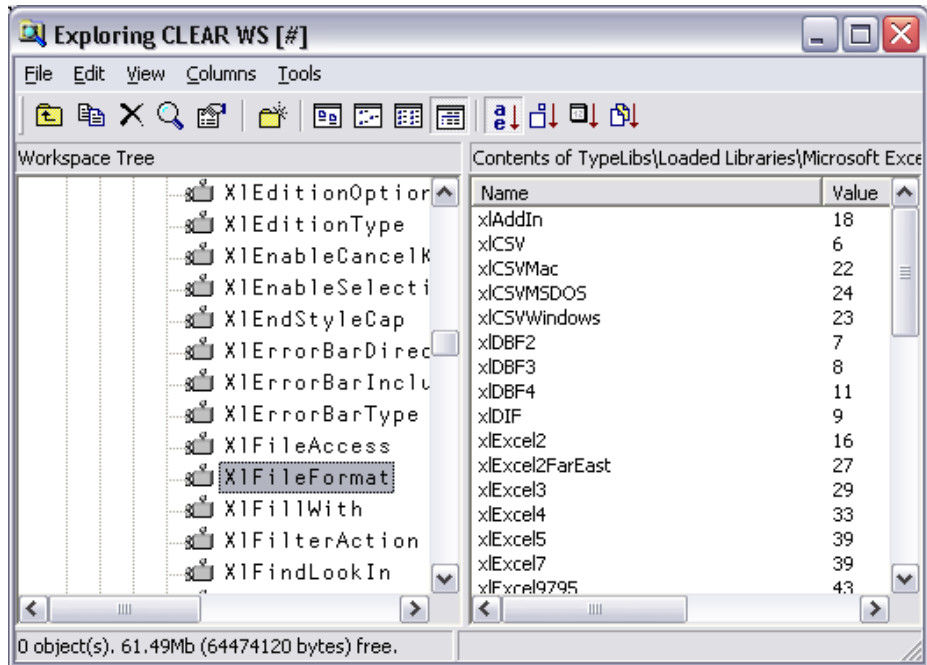 Exploring CLEAR WS [#]
File Edit View Columns Tools
Workspace Tree
XlEditionOption
XlEditionType
XlEnableCancelK
XlEnableSelecti
XlEndStyleCap
XlErrorBarDirec
XlErrorBarInclu
XlErrorBarType
XlFileAccess
XlFileFormat
XlFillWith
XlFilterAction
XlFindLookIn
Contents of TypeLibs\Loaded Libraries\Microsoft Exce
Name Value
xlAddIn 18
xlCSV 6
xlCSVMac 22
xlCSVMSDOS 24
xlCSVWindows 23
xlDBF2 7
xlDBF3 8
xlDBF4 11
xlDIF 9
xlExcel2 16
xlExcel2FarEast 27
xlExcel3 29
xlExcel4 33
xlExcel5 39
xlExcel7 39
xlExcel9795 43
0 object(s). 61.49Mb (64474120 bytes) free.